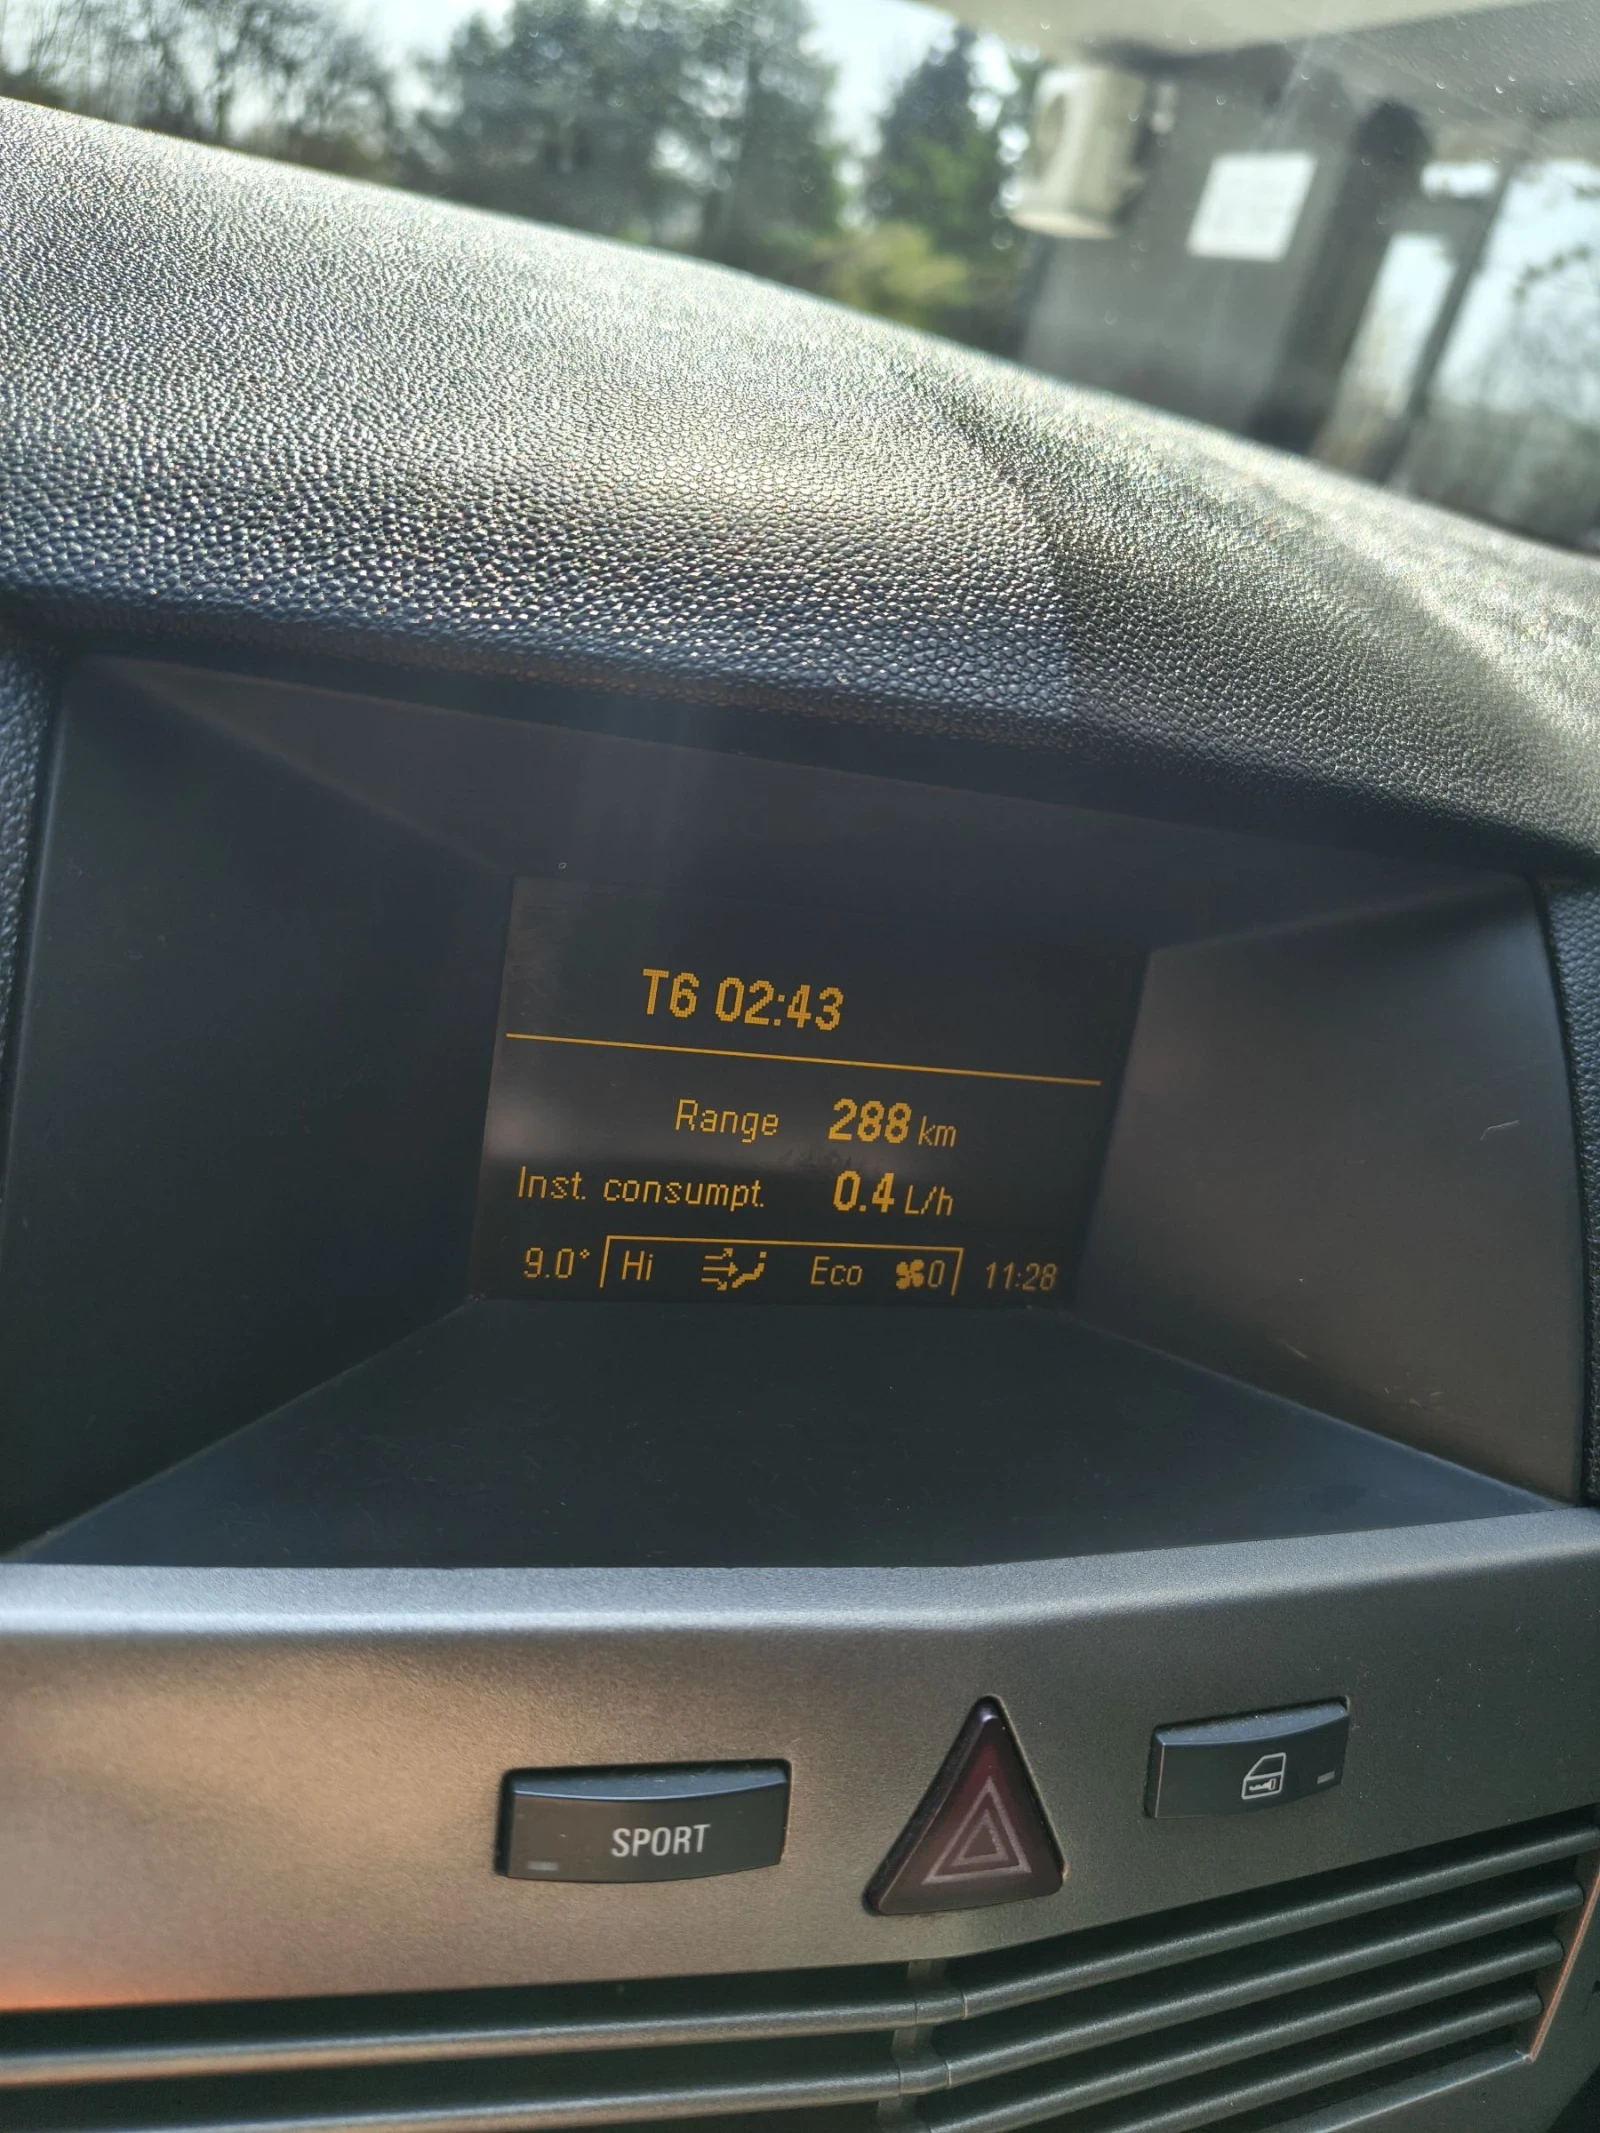 T6 02:43
Range 288 km
Inst. consumpt. 0.4 L/h
9.0° Hi Eco 0 11:28
SPORT